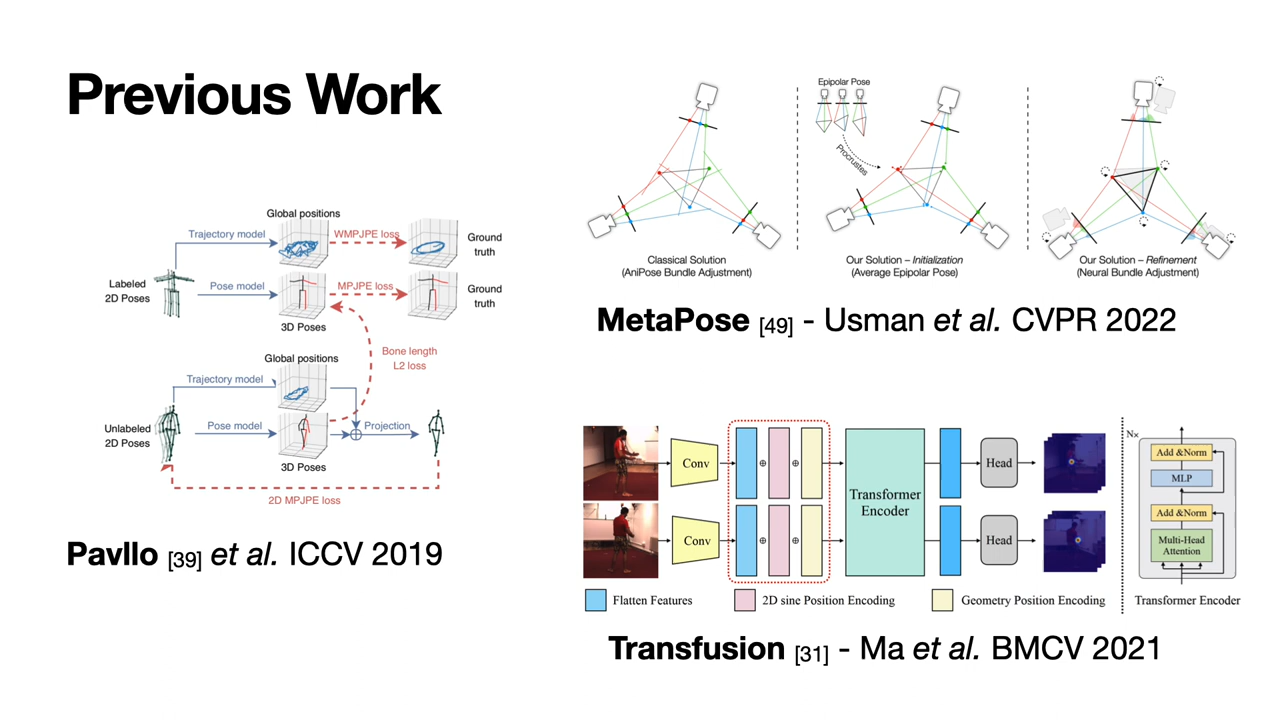 Previous Work
Global positions
Trajectory model
WMPJPE loss
Ground
truth
Labeled
2D Poses
Pose model
MPJPE loss
Ground
truth
3D Poses
Bone length
L2 loss
Global positions
Trajectory model
Unlabeled
2D Poses
Pose model
Projection
3D Poses
2D MPJPE loss
Pavllo [39] et al. ICCV 2019
Epipolar Pose
Procrustes
Classical Solution
(AniPose Bundle Adjustment)
Our Solution – Initialization
(Average Epipolar Pose)
Our Solution – Refinement
(Neural Bundle Adjustment)
MetaPose [49] - Usman et al. CVPR 2022
Conv
Conv
Transformer
Encoder
Head
Head
N×
Add &Norm
MLP
Add &Norm
Multi-Head
Attention
Flatten Features
2D sine Position Encoding
Geometry Position Encoding
Transformer Encoder
Transfusion [31] - Ma et al. BMCV 2021